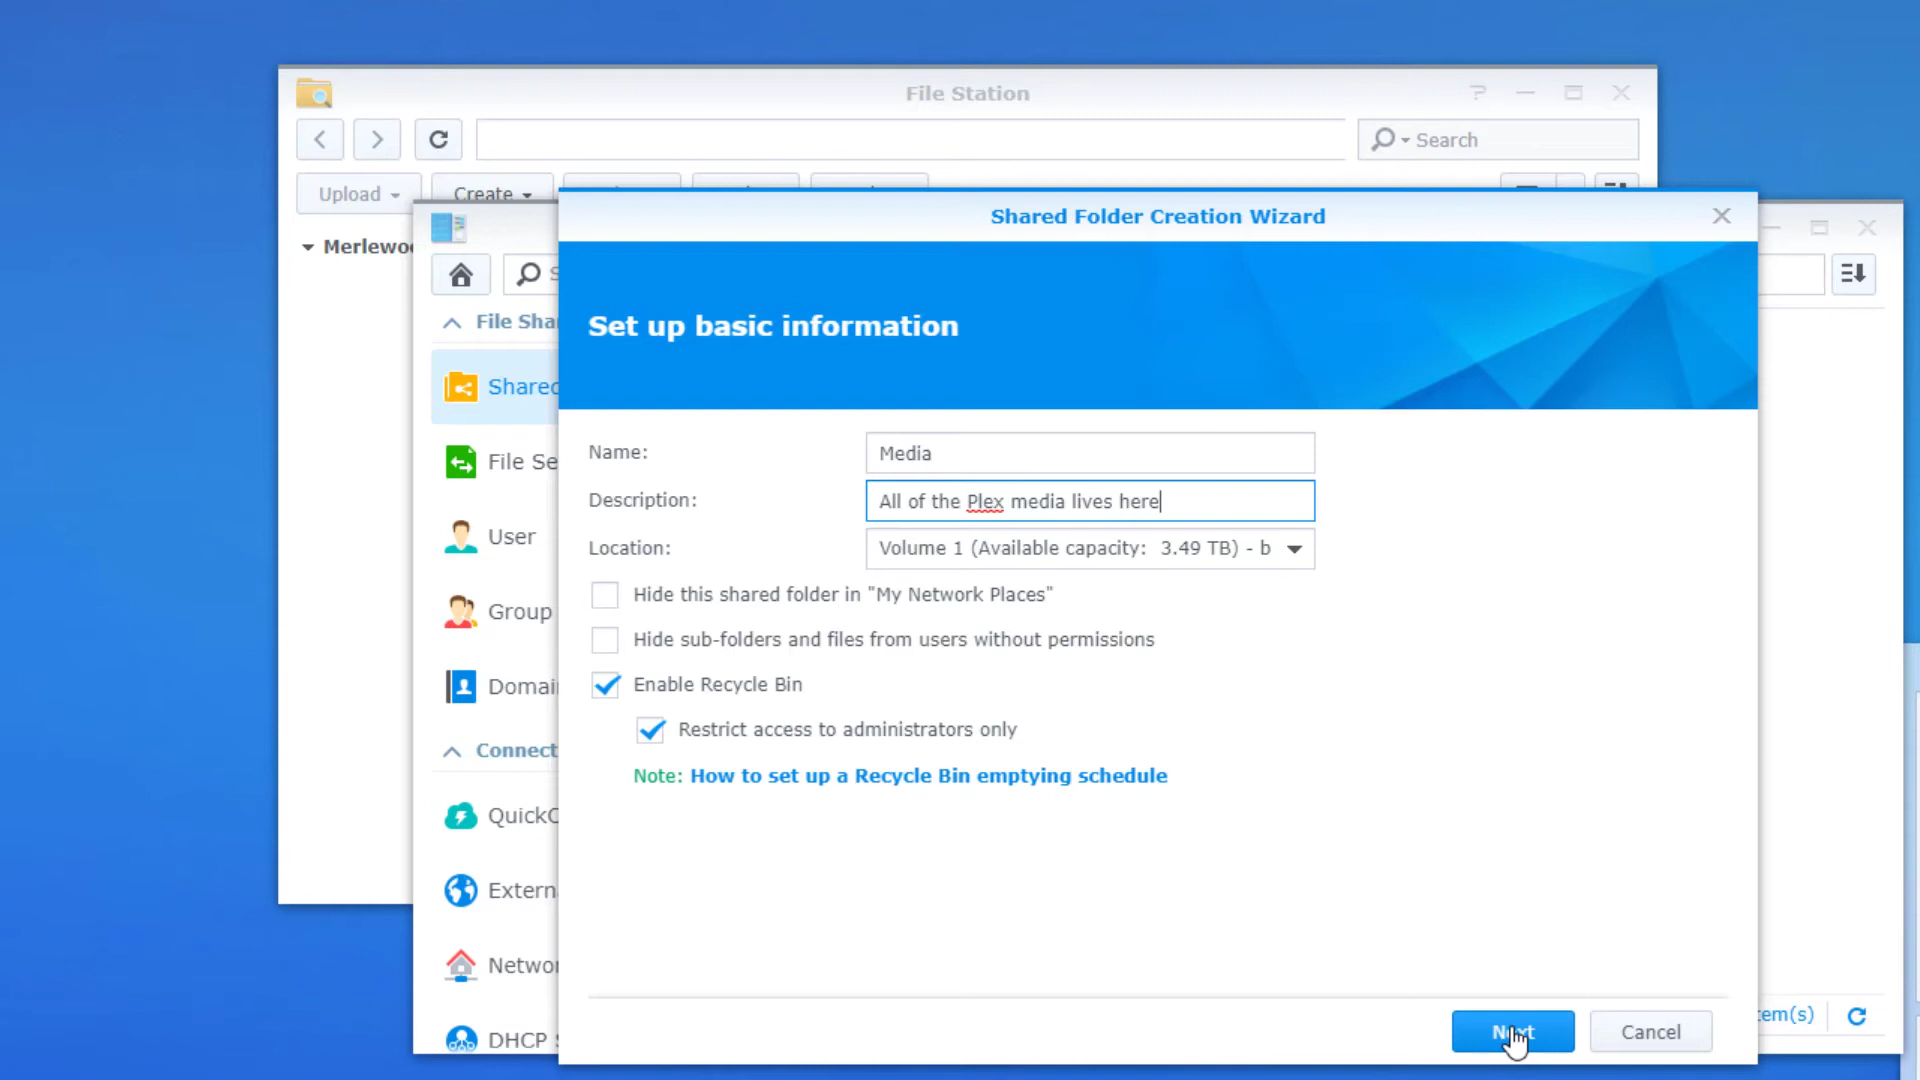 File Station
Search
Upload
Create
Shared Folder Creation Wizard
Set up basic information
Name:
Media
Description:
All of the Plex media lives here
Location:
Volume 1 (Available capacity: 3.49 TB) - b
Hide this shared folder in "My Network Places"
Hide sub-folders and files from users without permissions
Enable Recycle Bin
Restrict access to administrators only
Note: How to set up a Recycle Bin emptying schedule
Next
Cancel
Merlewoo
File Sha
Shared
File Se
User
Group
Domai
Connect
QuickC
Extern
Networ
DHCP
tem(s)